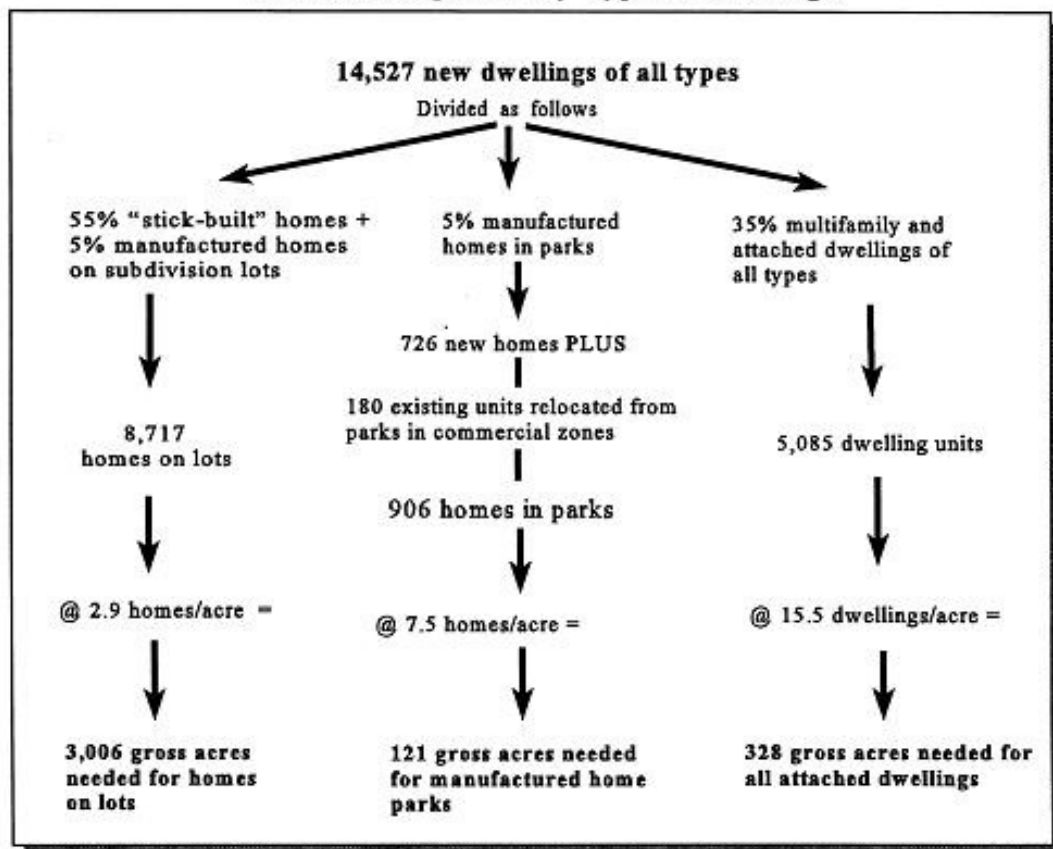 14,527 new dwellings of all types
Divided as follows
55% “stick-built” homes +
5% manufactured homes
on subdivision lots
5% manufactured
homes in parks
35% multifamily and
attached dwellings of
all types
726 new homes PLUS
180 existing units relocated from
parks in commercial zones
8,717
homes on lots
5,085 dwelling units
906 homes in parks
@ 2.9 homes/acre =
@ 7.5 homes/acre =
@ 15.5 dwellings/acre =
3,006 gross acres
needed for homes
on lots
121 gross acres needed
for manufactured home
parks
328 gross acres needed for
all attached dwellings